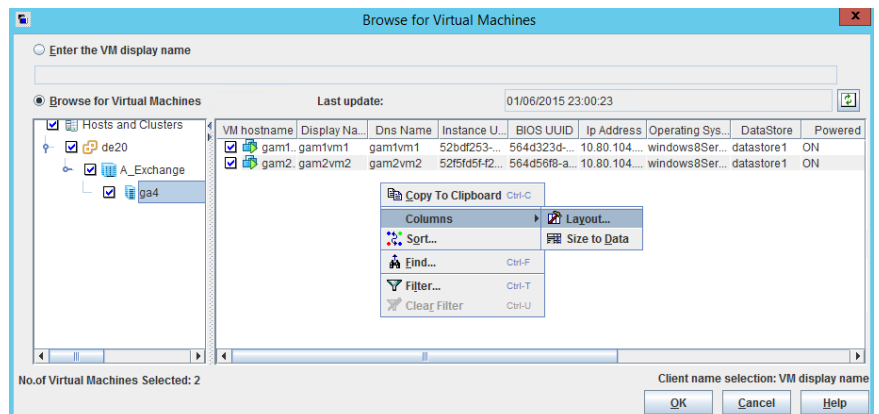 Browse for Virtual Machines
x
Enter the VM display name
Browse for Virtual Machines Last update: 01/06/2015 23:00:23
Hosts and Clusters
de20
A_Exchange
ga4
VM hostname Display Na... Dns Name Instance U... BIOS UUID Ip Address Operating Sys... DataStore Powered
gam1.. gam1vm1 gam1vm1 52bdf253-... 564d323d-... 10.80.104.... windows8Ser... datastore1 ON
gam2. gam2vm2 gam2vm2 52f5fd5f-f2... 564d56f8-a... 10.80.104.... windows8Ser... datastore1 ON
Copy To Clipboard Ctrl-C
Columns
Sort...
Find... Ctrl-F
Filter... Ctrl-T
Clear Filter Ctrl-U
Layout...
Size to Data
No.of Virtual Machines Selected: 2
Client name selection: VM display name
OK Cancel Help